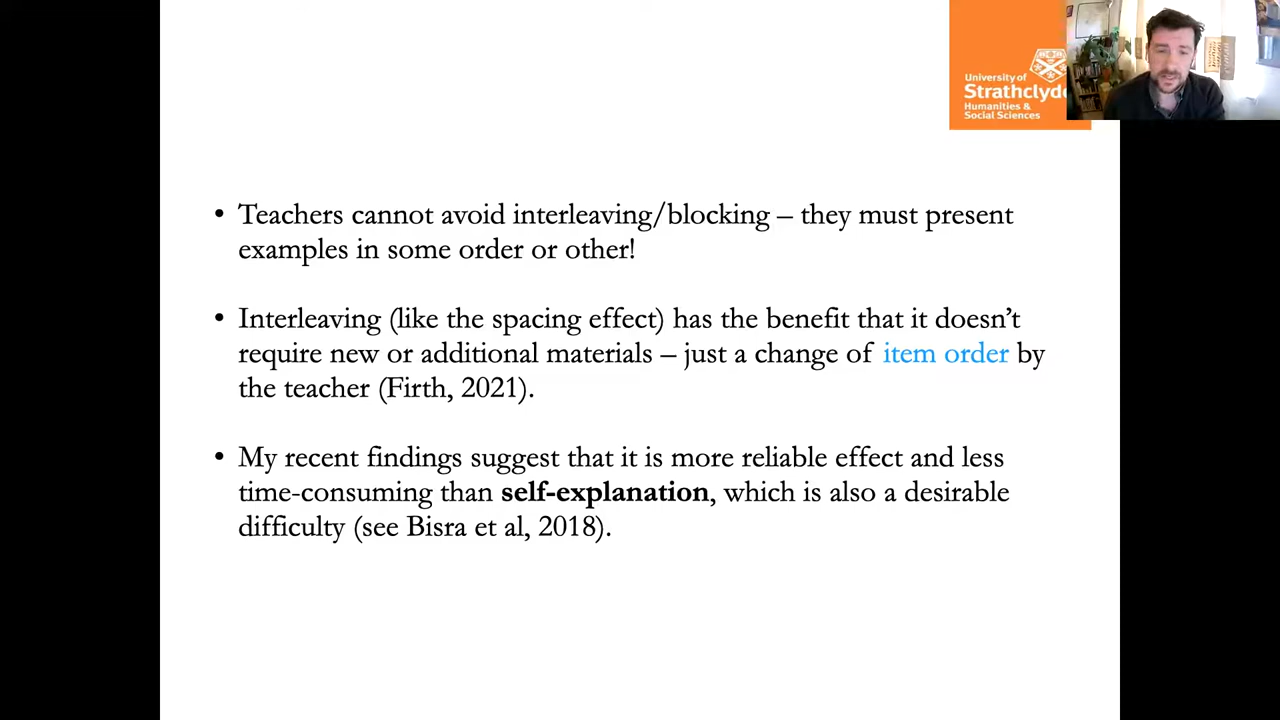 University of
Strathclyde
Humanities &
Social Sciences
• Teachers cannot avoid interleaving/blocking – they must present
examples in some order or other!
• Interleaving (like the spacing effect) has the benefit that it doesn’t
require new or additional materials – just a change of item order by
the teacher (Firth, 2021).
• My recent findings suggest that it is more reliable effect and less
time-consuming than self-explanation, which is also a desirable
difficulty (see Bisra et al, 2018).